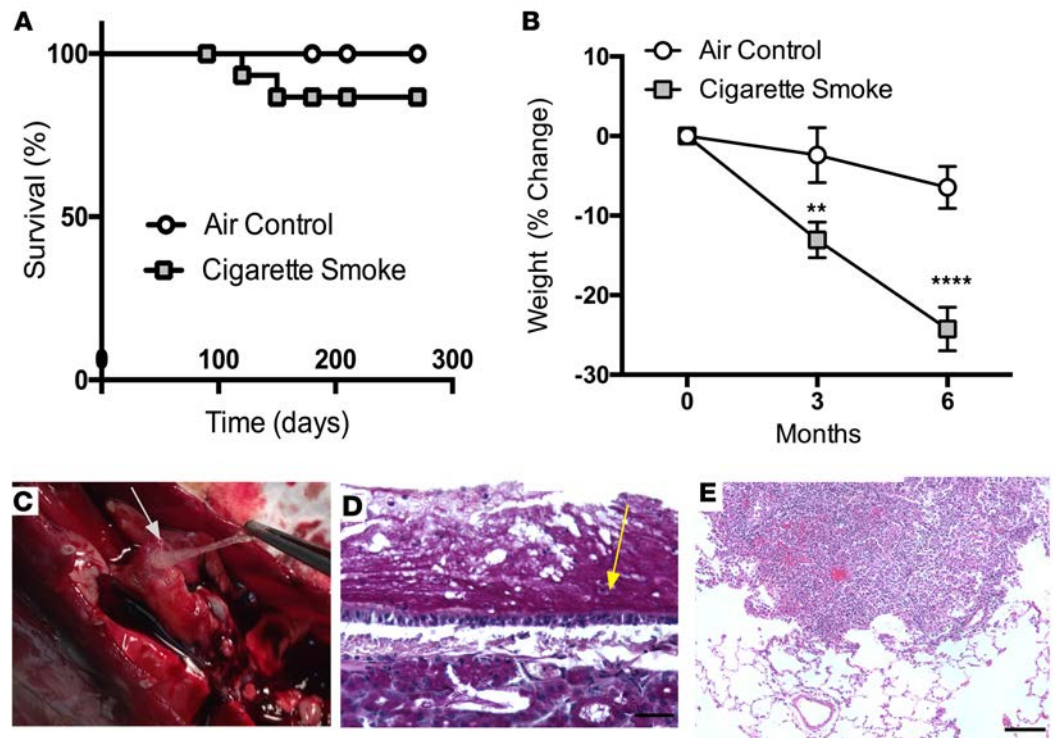 A
100
50
0
Survival (%)
Air Control
Cigarette Smoke
0
100
200
300
Time (days)
B
Air Control
Cigarette Smoke
10
0
-10
-20
-30
Weight (% Change)
**
****
0
3
6
Months
C
D
E